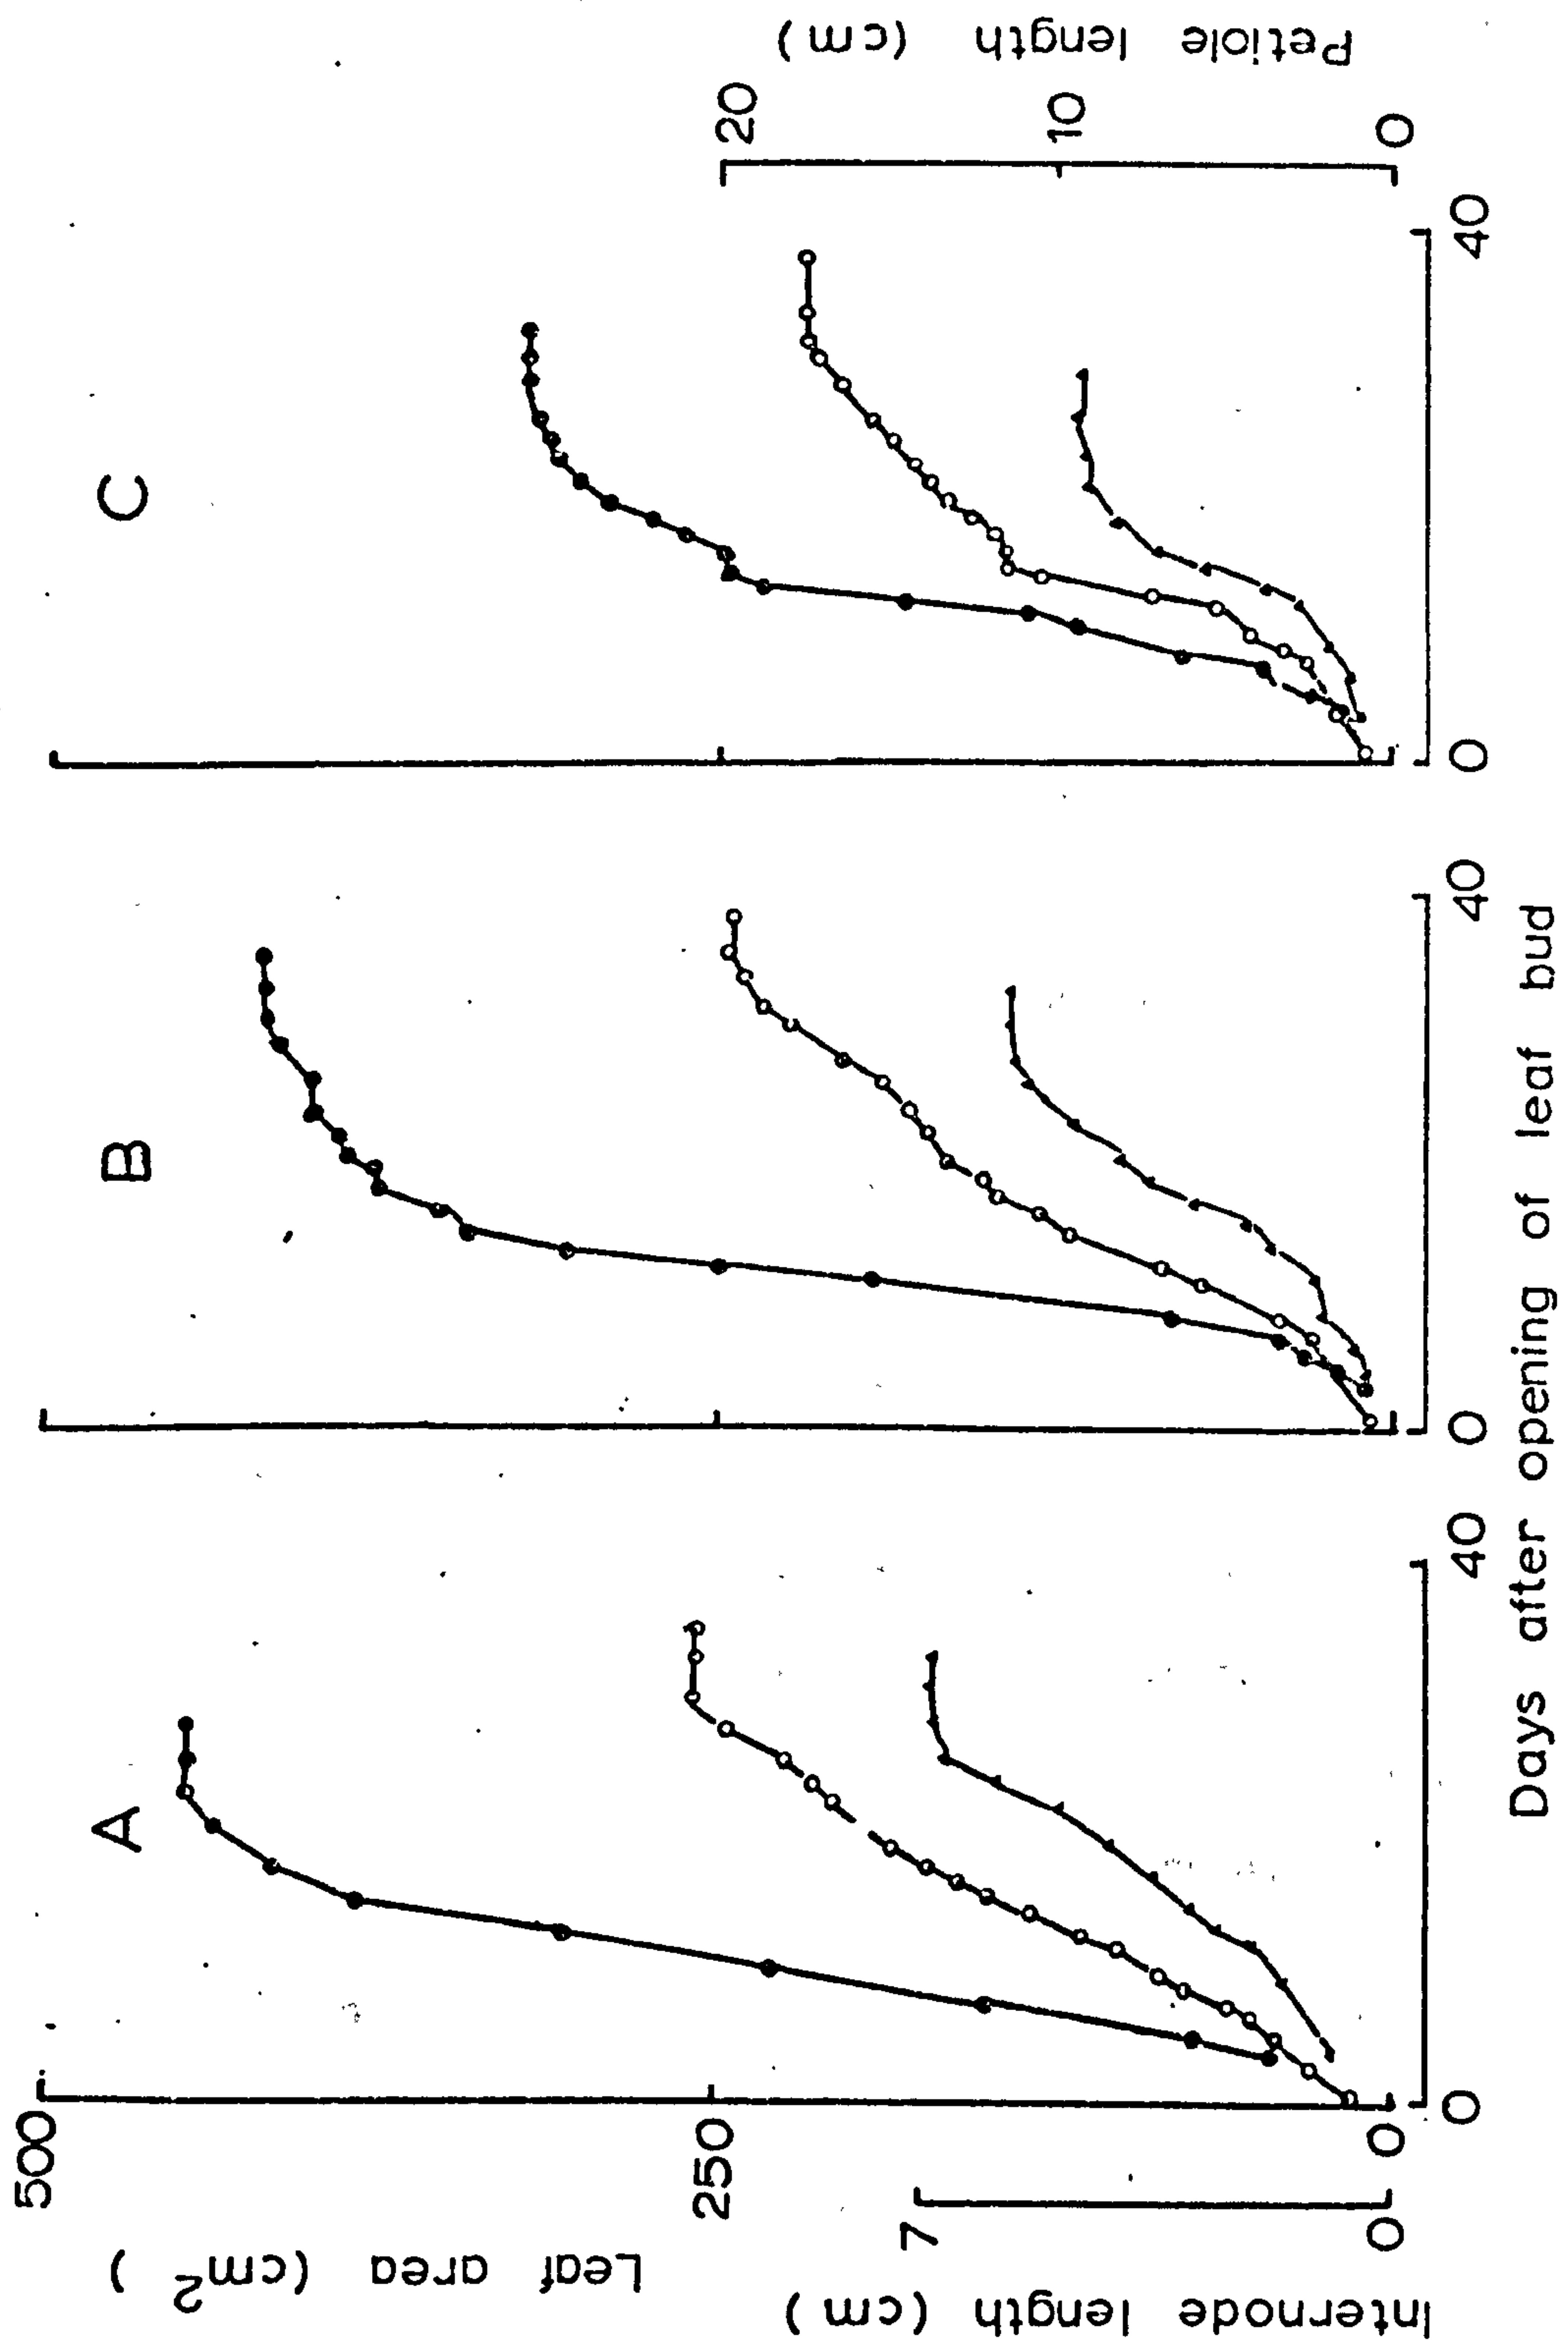 A
B
C
Leaf area (cm2)
500
250
0
Internode length (cm)
7
0
Petiole length (cm)
20
10
0
0
40
0
40
0
40
Days after opening of leaf bud